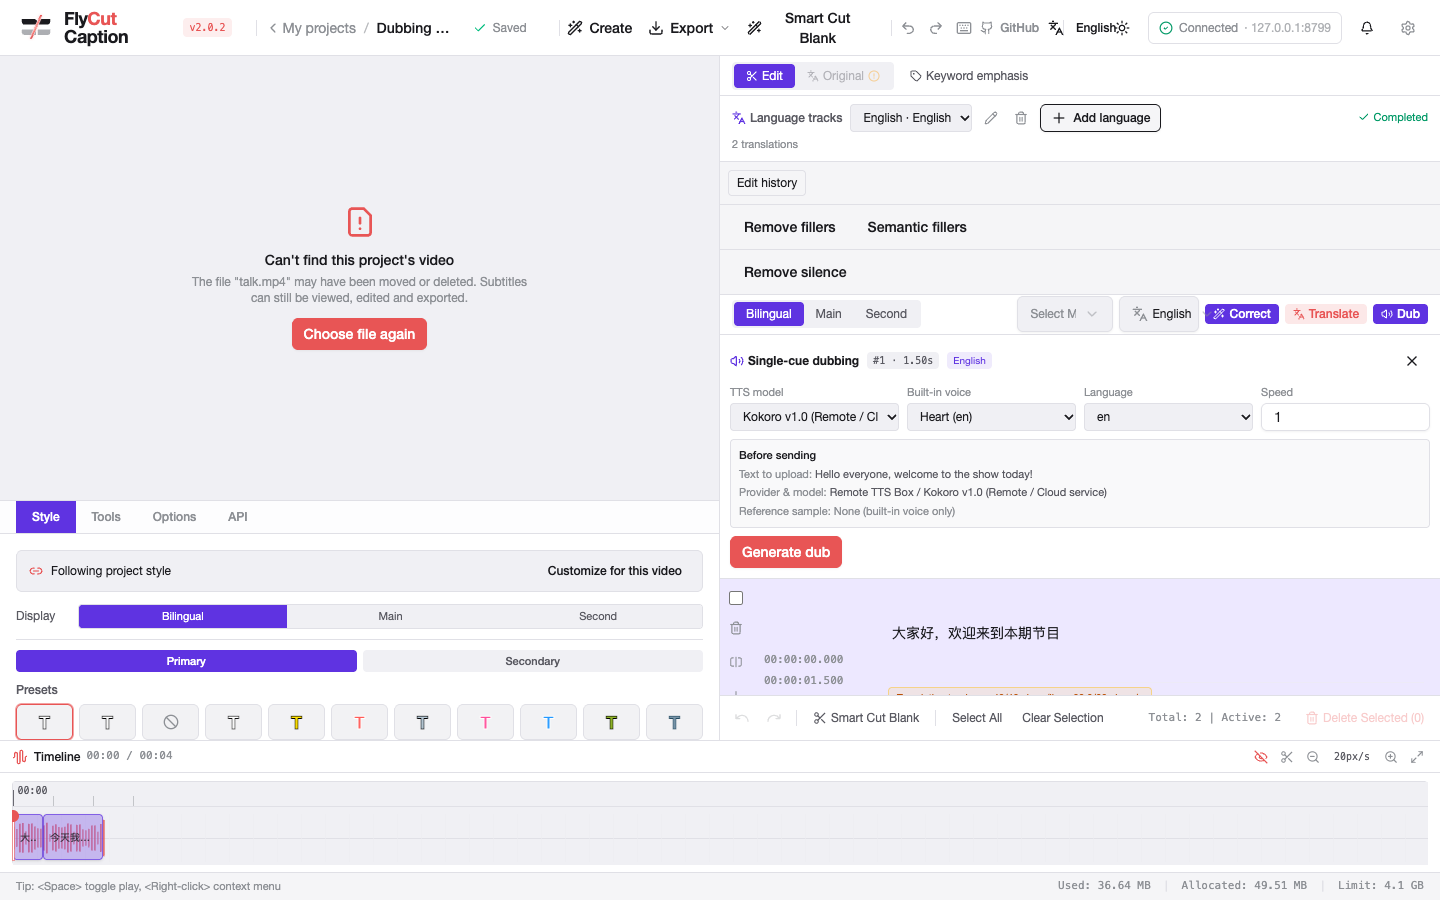 FlyCut
Caption
v2.0.2
My projects / Dubbing ...
Saved
Create
Export
Smart Cut
Blank
GitHub
English
Connected · 127.0.0.1:8799
Can't find this project's video
The file "talk.mp4" may have been moved or deleted. Subtitles
can still be viewed, edited and exported.
Choose file again
Style
Tools
Options
API
Following project style
Customize for this video
Display
Bilingual
Main
Second
Primary
Secondary
Presets
Edit
Original
Keyword emphasis
Language tracks
English · English
Add language
Completed
2 translations
Edit history
Remove fillers
Semantic fillers
Remove silence
Bilingual
Main
Second
Select M
English
Correct
Translate
Dub
Single-cue dubbing
#1 · 1.50s
English
TTS model
Built-in voice
Language
Speed
Kokoro v1.0 (Remote / Cl
Heart (en)
en
1
Before sending
Text to upload: Hello everyone, welcome to the show today!
Provider & model: Remote TTS Box / Kokoro v1.0 (Remote / Cloud service)
Reference sample: None (built-in voice only)
Generate dub
大家好，欢迎来到本期节目
00:00:00.000
00:00:01.500
Smart Cut Blank
Select All
Clear Selection
Total: 2 | Active: 2
Delete Selected (0)
Timeline
00:00 / 00:04
20px/s
00:00
大...
今天我...
Tip: <Space> toggle play, <Right-click> context menu
Used: 36.64 MB
Allocated: 49.51 MB
Limit: 4.1 GB